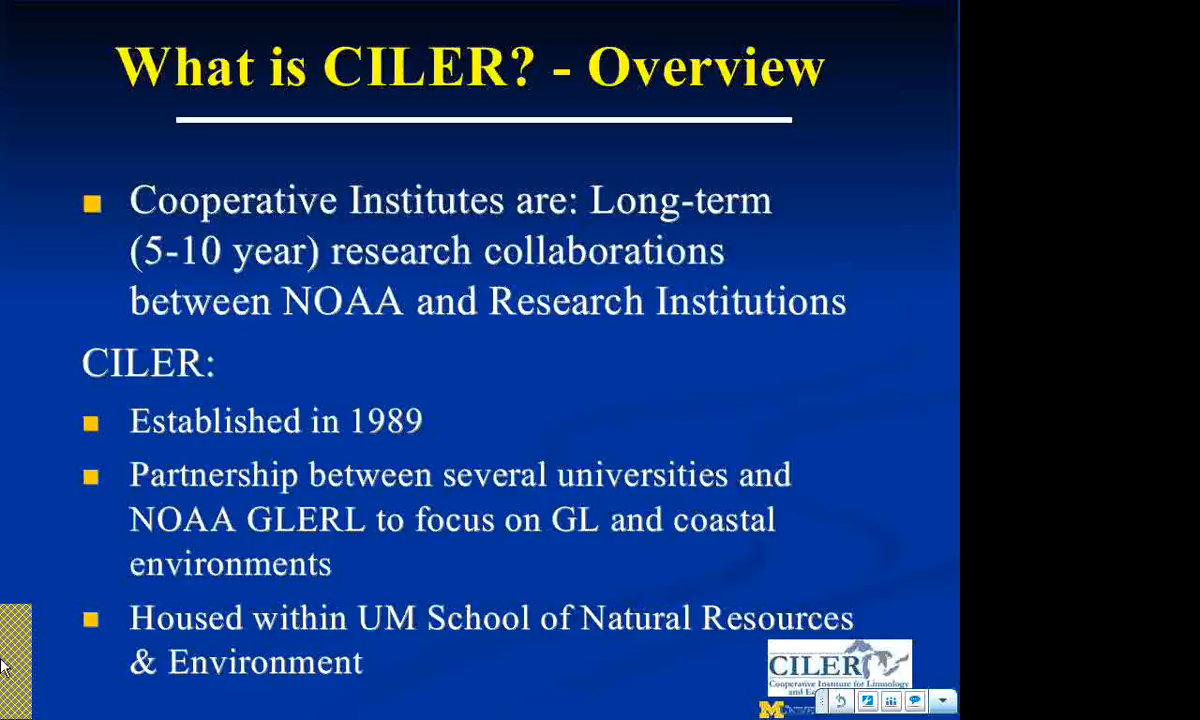 What is CILER? - Overview
Cooperative Institutes are: Long-term
(5-10 year) research collaborations
between NOAA and Research Institutions
CILER:
Established in 1989
Partnership between several universities and
NOAA GLERL to focus on GL and coastal
environments
Housed within UM School of Natural Resources
& Environment
CILER
Cooperative Institute for Limnology
and
M